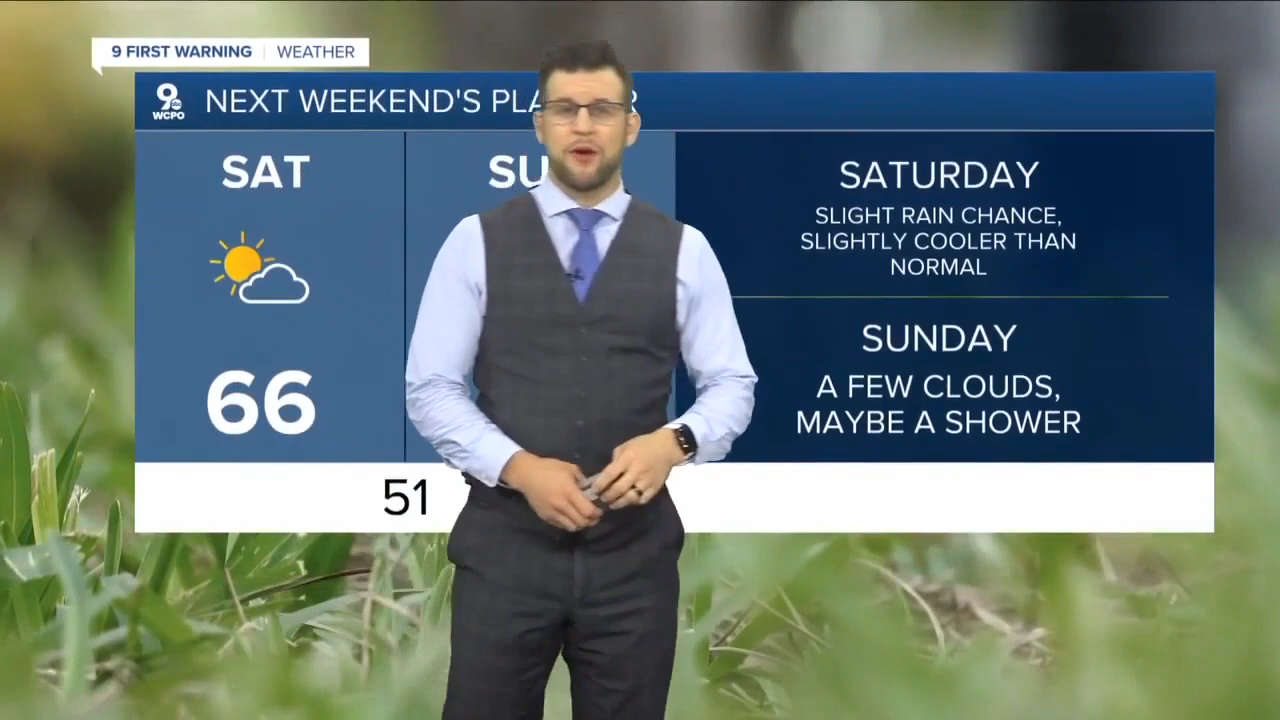 9 FIRST WARNING | WEATHER
9
abc
WCPO
NEXT WEEKEND'S
SAT
SATURDAY
SLIGHT RAIN CHANCE,
SLIGHTLY COOLER THAN
NORMAL
66
SUNDAY
A FEW CLOUDS,
MAYBE A SHOWER
51